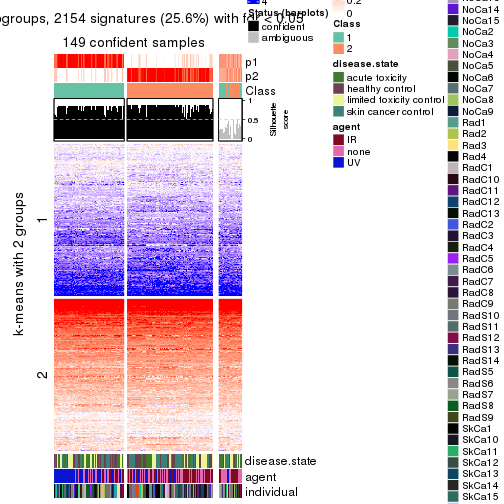 groups, 2154 signatures (25.6%) with fdr < 0.05
149 confident samples
p1
p2
Class
1
0.5
0
Silhouette
score
k-means with 2 groups
1
2
disease.state
agent
individual
4
Status (barplots)
confident
ambiguous
0.2
0
Class
1
2
disease.state
acute toxicity
healthy control
limited toxicity control
skin cancer control
agent
IR
none
UV
NoCa14
NoCa15
NoCa2
NoCa3
NoCa4
NoCa5
NoCa6
NoCa7
NoCa8
NoCa9
Rad1
Rad2
Rad3
Rad4
RadC1
RadC10
RadC11
RadC12
RadC13
RadC2
RadC3
RadC4
RadC5
RadC6
RadC7
RadC8
RadC9
RadS10
RadS11
RadS12
RadS13
RadS14
RadS5
RadS6
RadS7
RadS8
RadS9
SkCa1
SkCa10
SkCa11
SkCa12
SkCa13
SkCa14
SkCa15